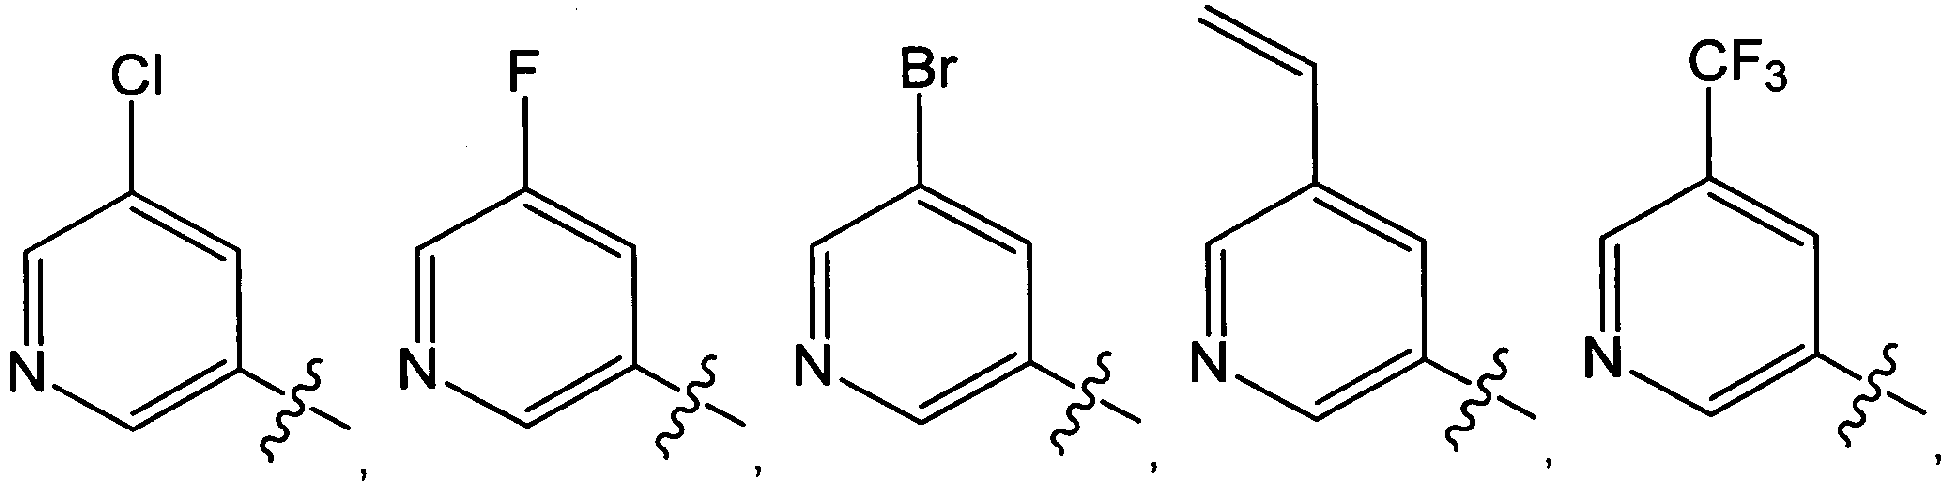 Cl F Br CF3
N , N , N , N , N ,